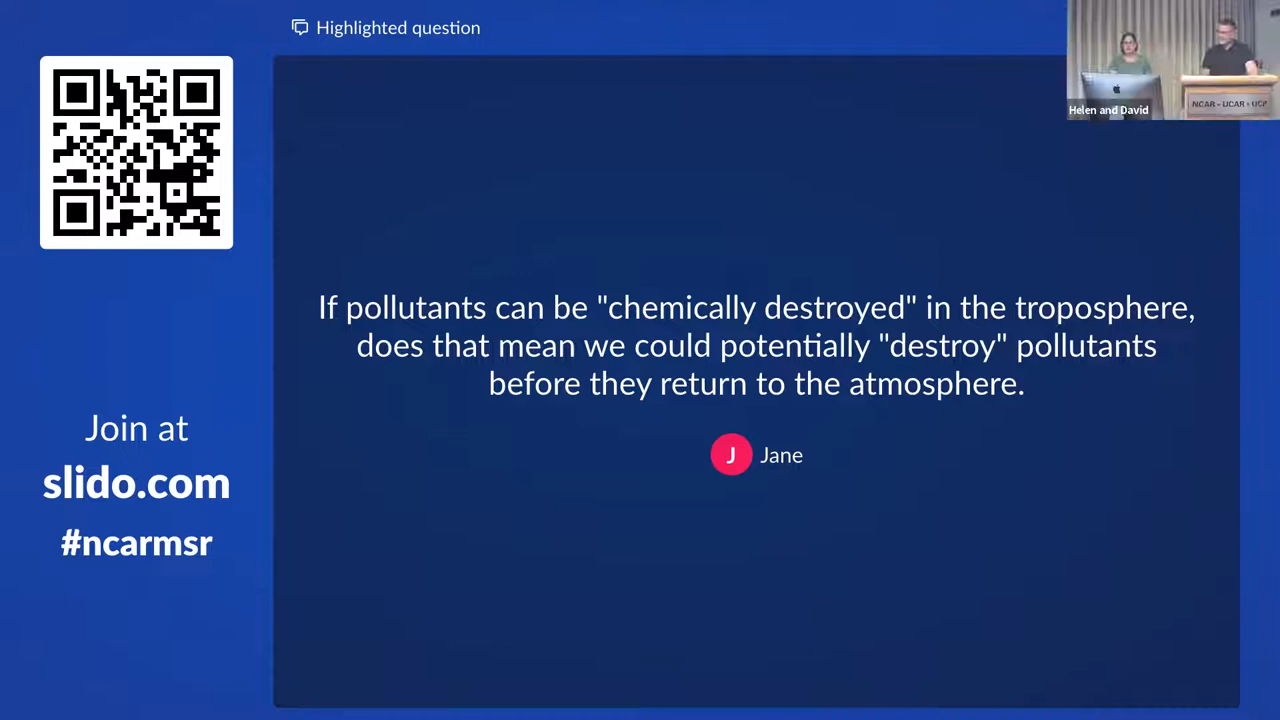 Highlighted question
Helen and David
NCAR • UCAR • UCP
If pollutants can be "chemically destroyed" in the troposphere,
does that mean we could potentially "destroy" pollutants
before they return to the atmosphere.
J Jane
Join at
slido.com
#ncarmsr